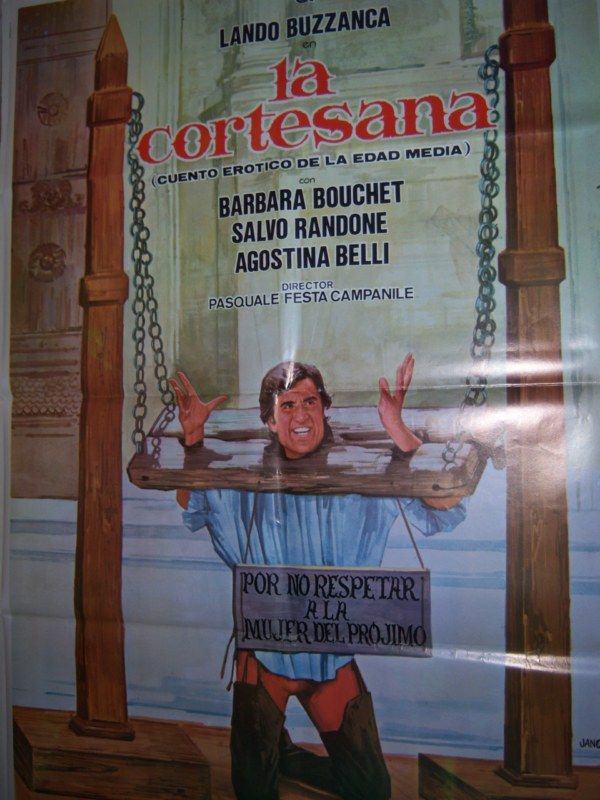 LANDO BUZZANCA
en
la
cortesana
(CUENTO EROTICO DE LA EDAD MEDIA)
con
BARBARA BOUCHET
SALVO RANDONE
AGOSTINA BELLI
DIRECTOR
PASQUALE FESTA CAMPANILE
POR NO RESPETAR
A LA
MUJER DEL PROJIMO
JANO